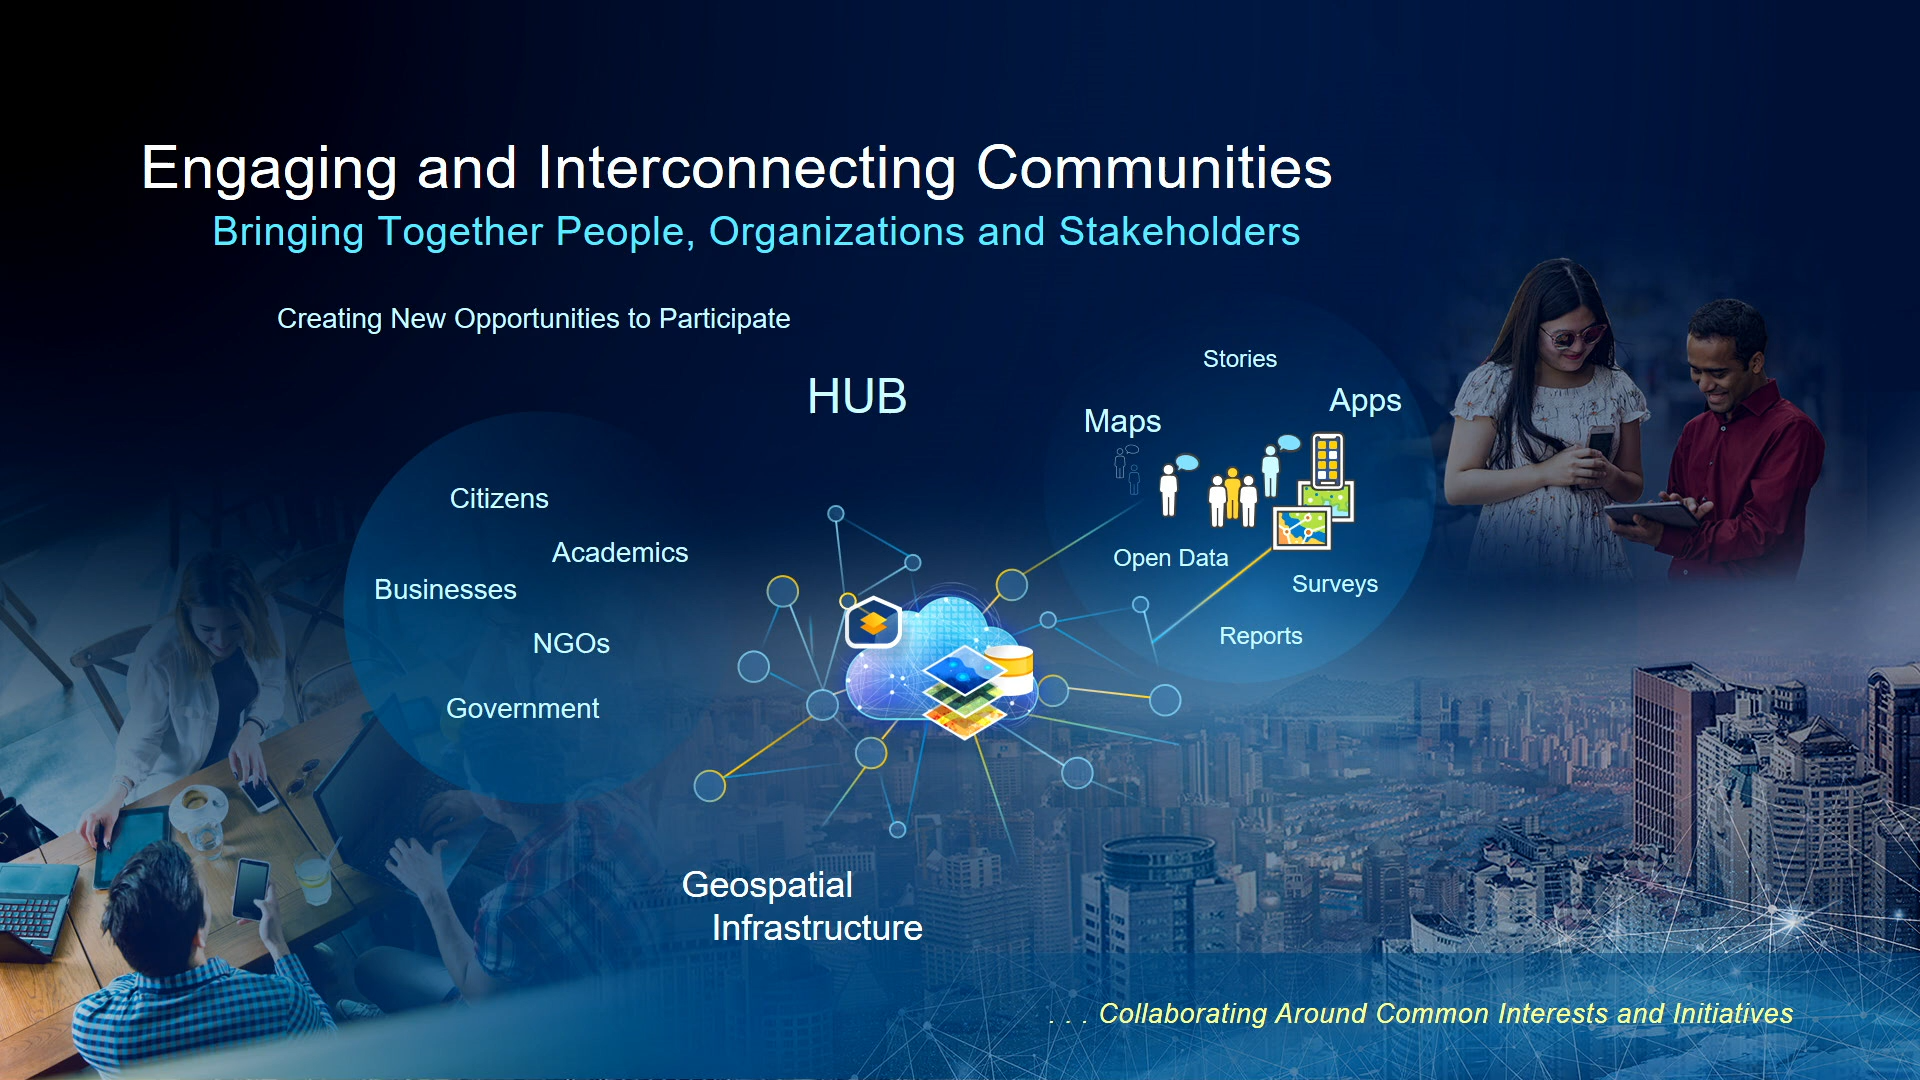 Engaging and Interconnecting Communities
Bringing Together People, Organizations and Stakeholders
Creating New Opportunities to Participate
HUB
Stories
Apps
Maps
Citizens
Academics
Businesses
NGOs
Government
Open Data
Surveys
Reports
Geospatial
Infrastructure
. . . Collaborating Around Common Interests and Initiatives